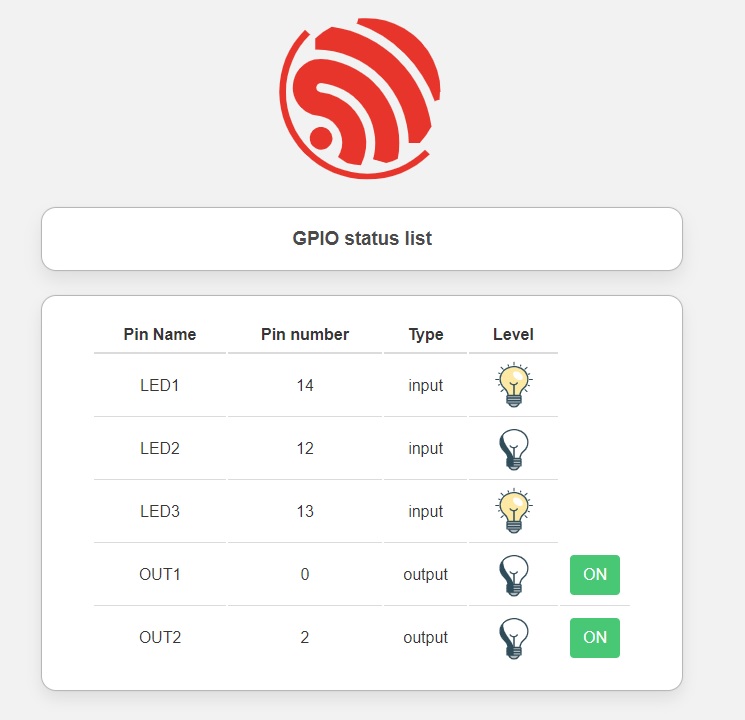 GPIO status list
Pin Name Pin number Type Level
LED1 14 input
LED2 12 input
LED3 13 input
OUT1 0 output ON
OUT2 2 output ON